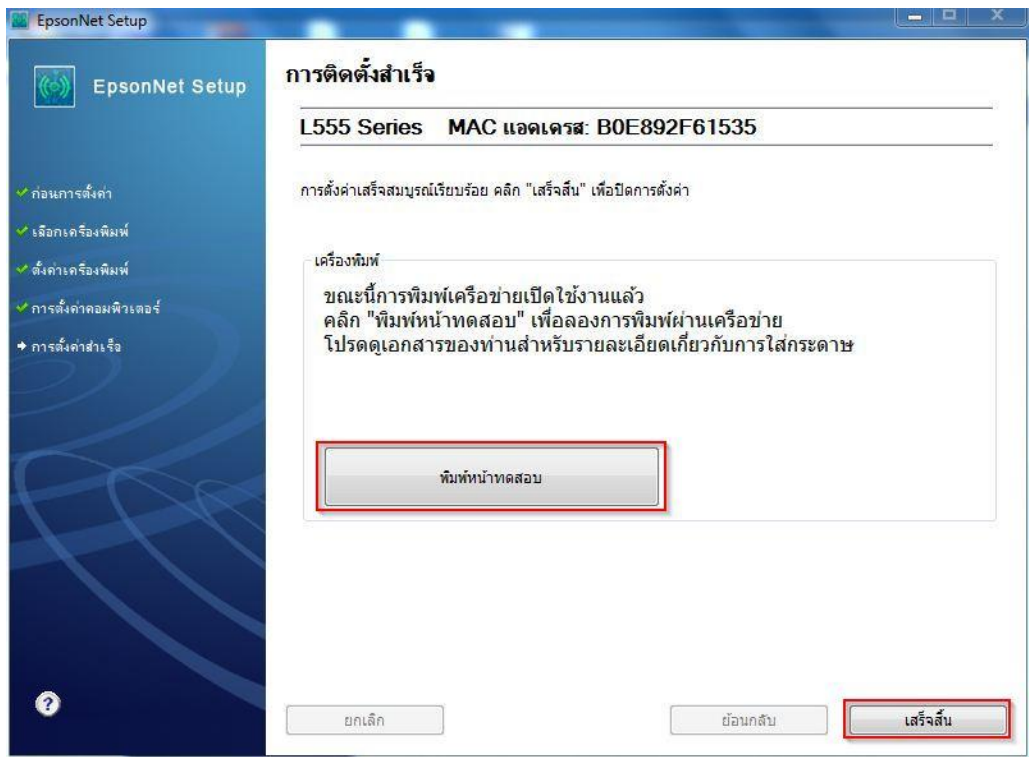 EpsonNet Setup
EpsonNet Setup
ก่อนการตั้งค่า
เลือกเครื่องพิมพ์
ตั้งค่าเครื่องพิมพ์
การตั้งค่าคอมพิวเตอร์
การตั้งค่าสำเร็จ
การติดตั้งสำเร็จ
L555 Series MAC แอดเดรส: B0E892F61535
การตั้งค่าเสร็จสมบูรณ์เรียบร้อย คลิก "เสร็จสิ้น" เพื่อปิดการตั้งค่า
เครื่องพิมพ์
ขณะนี้การพิมพ์เครือข่ายเปิดใช้งานแล้ว
คลิก "พิมพ์หน้าทดสอบ" เพื่อลองการพิมพ์ผ่านเครือข่าย
โปรดดูเอกสารของท่านสำหรับรายละเอียดเกี่ยวกับการใส่กระดาษ
พิมพ์หน้าทดสอบ
ยกเลิก
ย้อนกลับ
เสร็จสิ้น